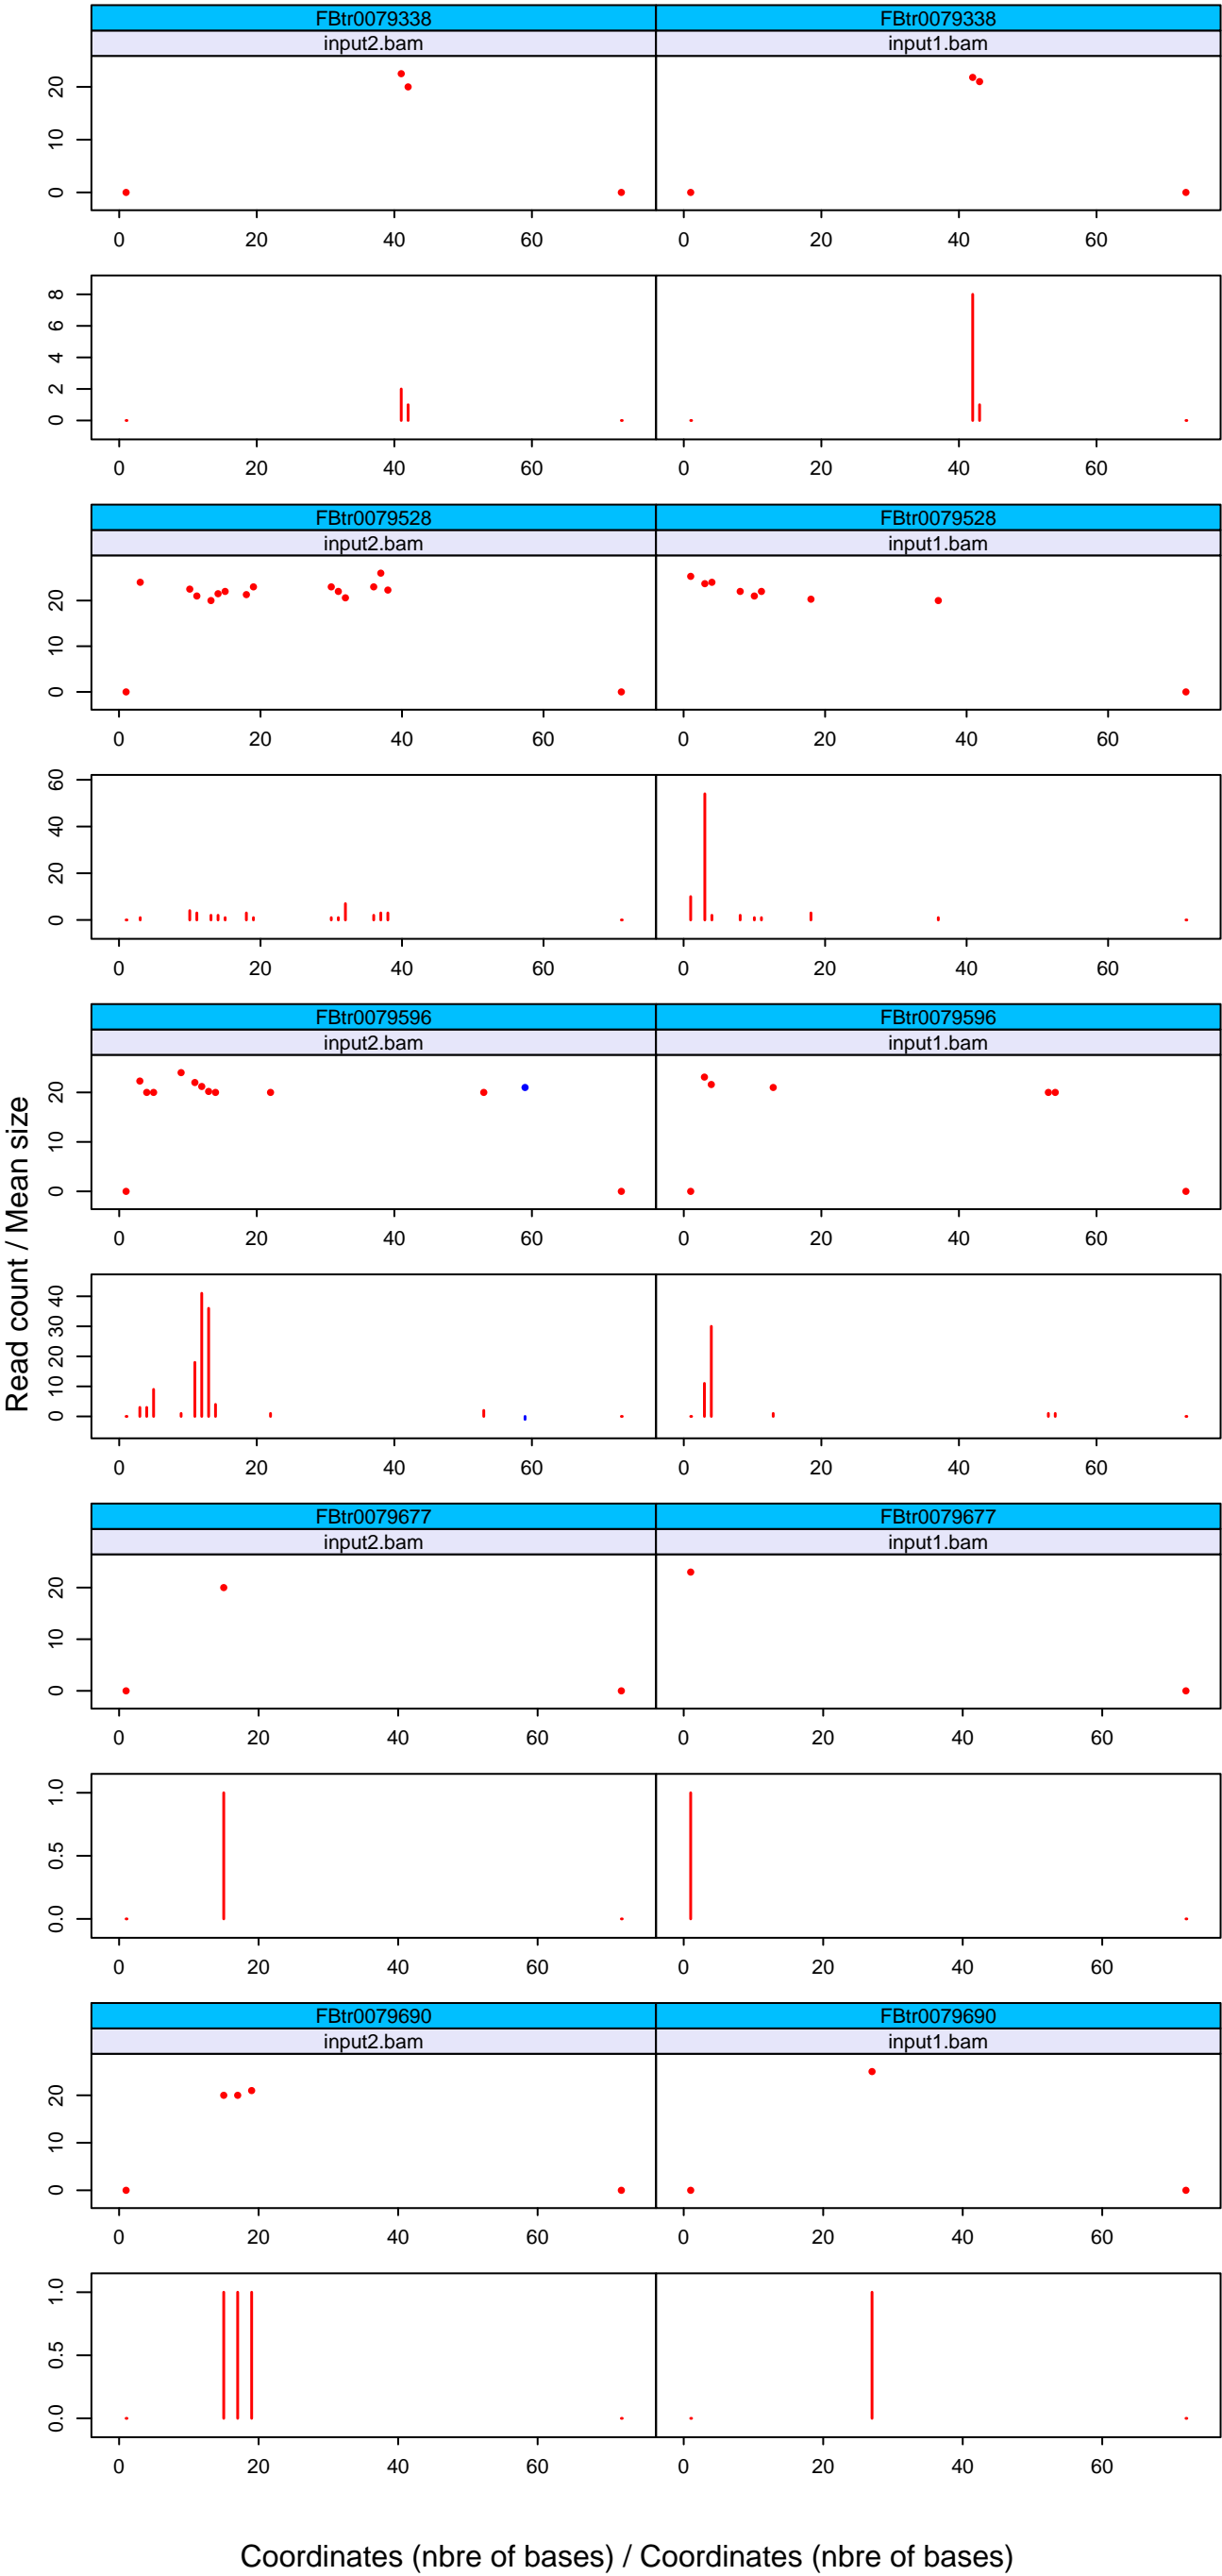 FBtr0079338 FBtr0079338
input2.bam input1.bam
20
10
0
0 20 40 60 0 20 40 60
8
6
4
2
0
0 20 40 60 0 20 40 60
FBtr0079528 FBtr0079528
input2.bam input1.bam
20
10
0
0 20 40 60 0 20 40 60
60
40
20
0
0 20 40 60 0 20 40 60
FBtr0079596 FBtr0079596
input2.bam input1.bam
20
10
0
0 20 40 60 0 20 40 60
Read count / Mean size
40
30
20
10
0
0 20 40 60 0 20 40 60
FBtr0079677 FBtr0079677
input2.bam input1.bam
20
10
0
0 20 40 60 0 20 40 60
1.0
0.5
0.0
0 20 40 60 0 20 40 60
FBtr0079690 FBtr0079690
input2.bam input1.bam
20
10
0
0 20 40 60 0 20 40 60
1.0
0.5
0.0
0 20 40 60 0 20 40 60
Coordinates (nbre of bases) / Coordinates (nbre of bases)